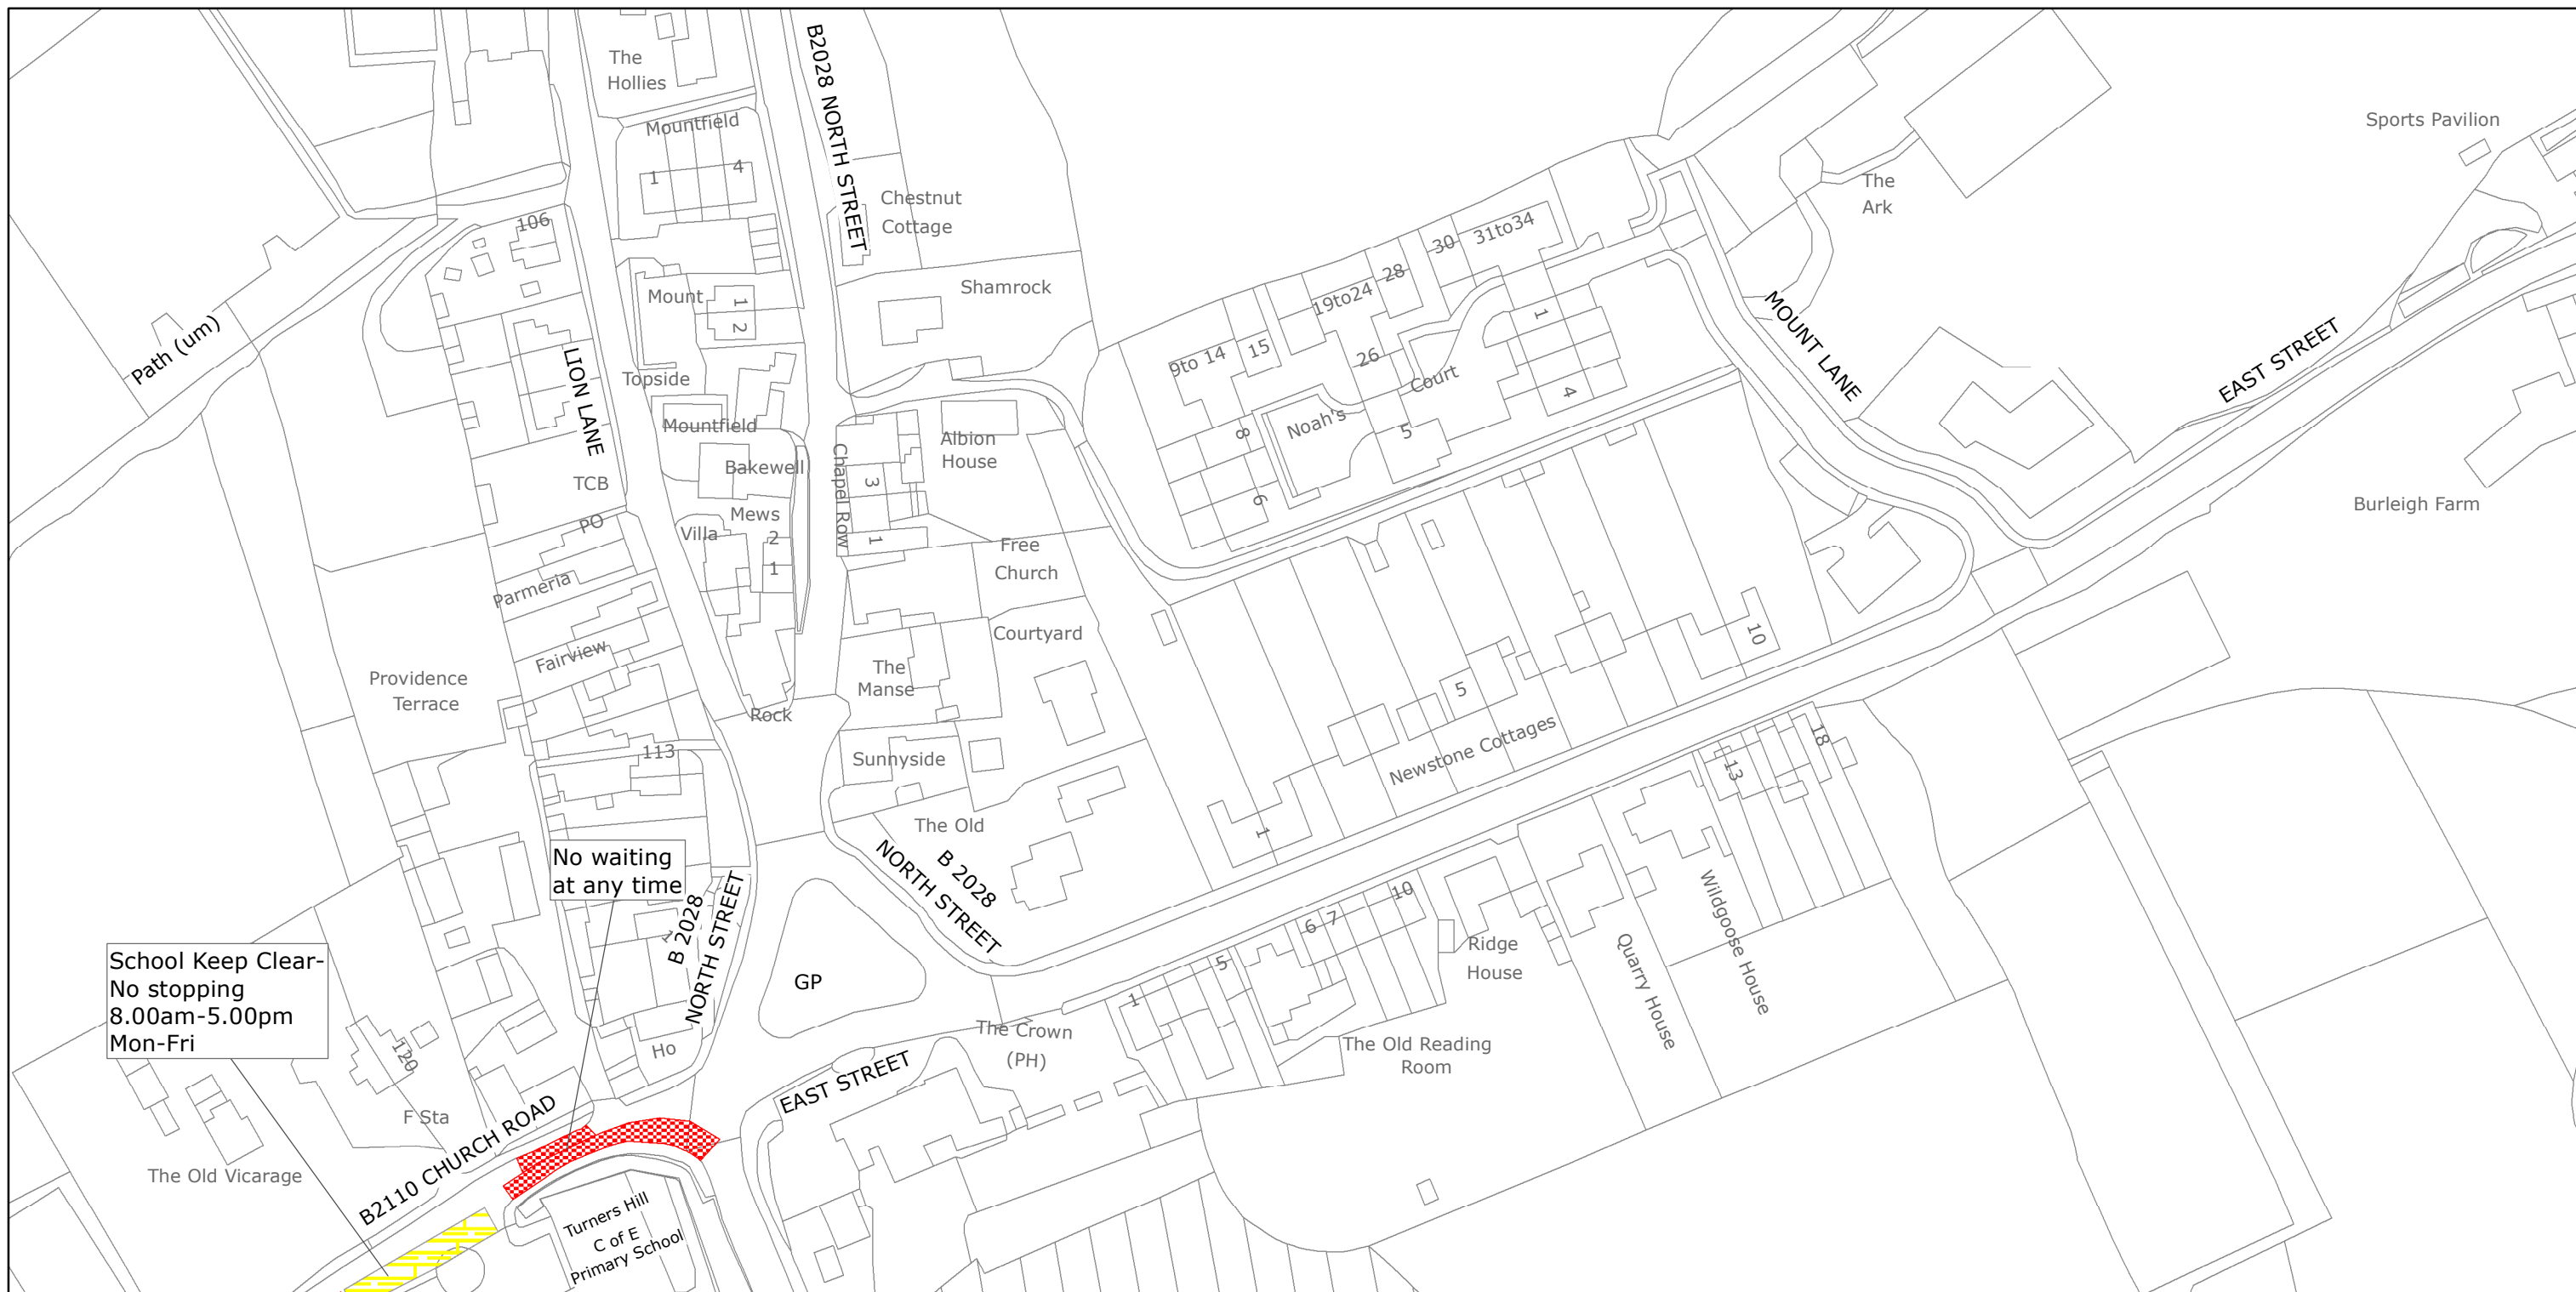 The
Hollies
B2028 NORTH STREET
Mountfield
1
4
Chestnut
Cottage
Sports Pavilion
The
Ark
106
Shamrock
30
31to34
28
19to24
Mount
1
2
1
MOUNT LANE
EAST STREET
Path (um)
LION LANE
9to 14
15
26
Court
4
Topside
Mountfield
Noah's
5
8
6
Albion
House
Bakewell
Chapel Row
3
1
TCB
PO
Mews
Villa
2
1
Burleigh Farm
Free
Church
Parmeria
Fairview
Courtyard
The
Manse
Providence
Terrace
10
5
Rock
Newstone Cottages
113
Sunnyside
18
13
The Old
1
No waiting
at any time
B 2028
NORTH STREET
B 2028
NORTH STREET
1
10
6
7
Wildgoose House
Quarry House
Ridge
House
5
1
School Keep Clear-
No stopping
8.00am-5.00pm
Mon-Fri
GP
The Crown
(PH)
The Old Reading
Room
120
Ho
EAST STREET
F Sta
B2110 CHURCH ROAD
The Old Vicarage
Turners Hill
C of E
Primary School